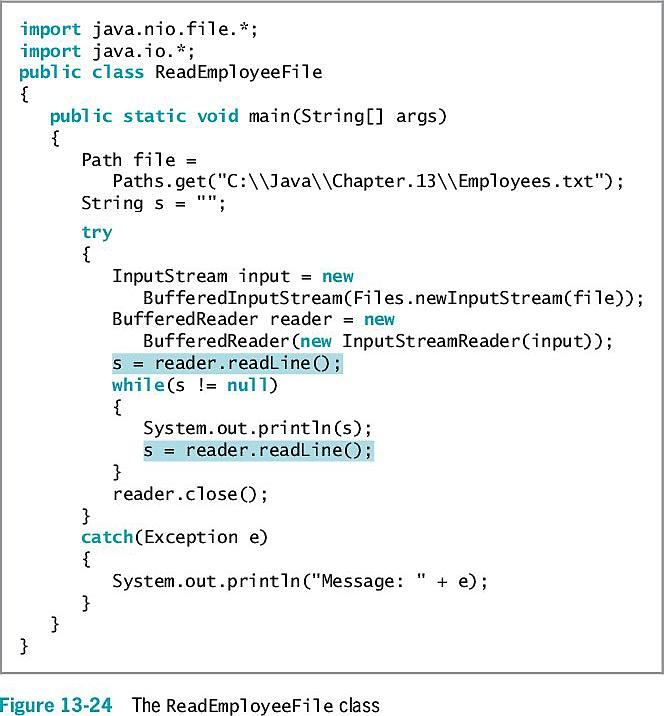 import java.nio.file.*;
import java.io.*;
public class ReadEmployeeFile
{
   public static void main(String[] args)
   {
      Path file =
         Paths.get("C:\\Java\\Chapter.13\\Employees.txt");
      String s = "";
      try
      {
         InputStream input = new
            BufferedInputStream(Files.newInputStream(file));
         BufferedReader reader = new
            BufferedReader(new InputStreamReader(input));
         s = reader.readLine();
         while(s != null)
         {
            System.out.println(s);
            s = reader.readLine();
         }
         reader.close();
      }
      catch(Exception e)
      {
         System.out.println("Message: " + e);
      }
   }
}
Figure 13-24 The ReadEmployeeFile class